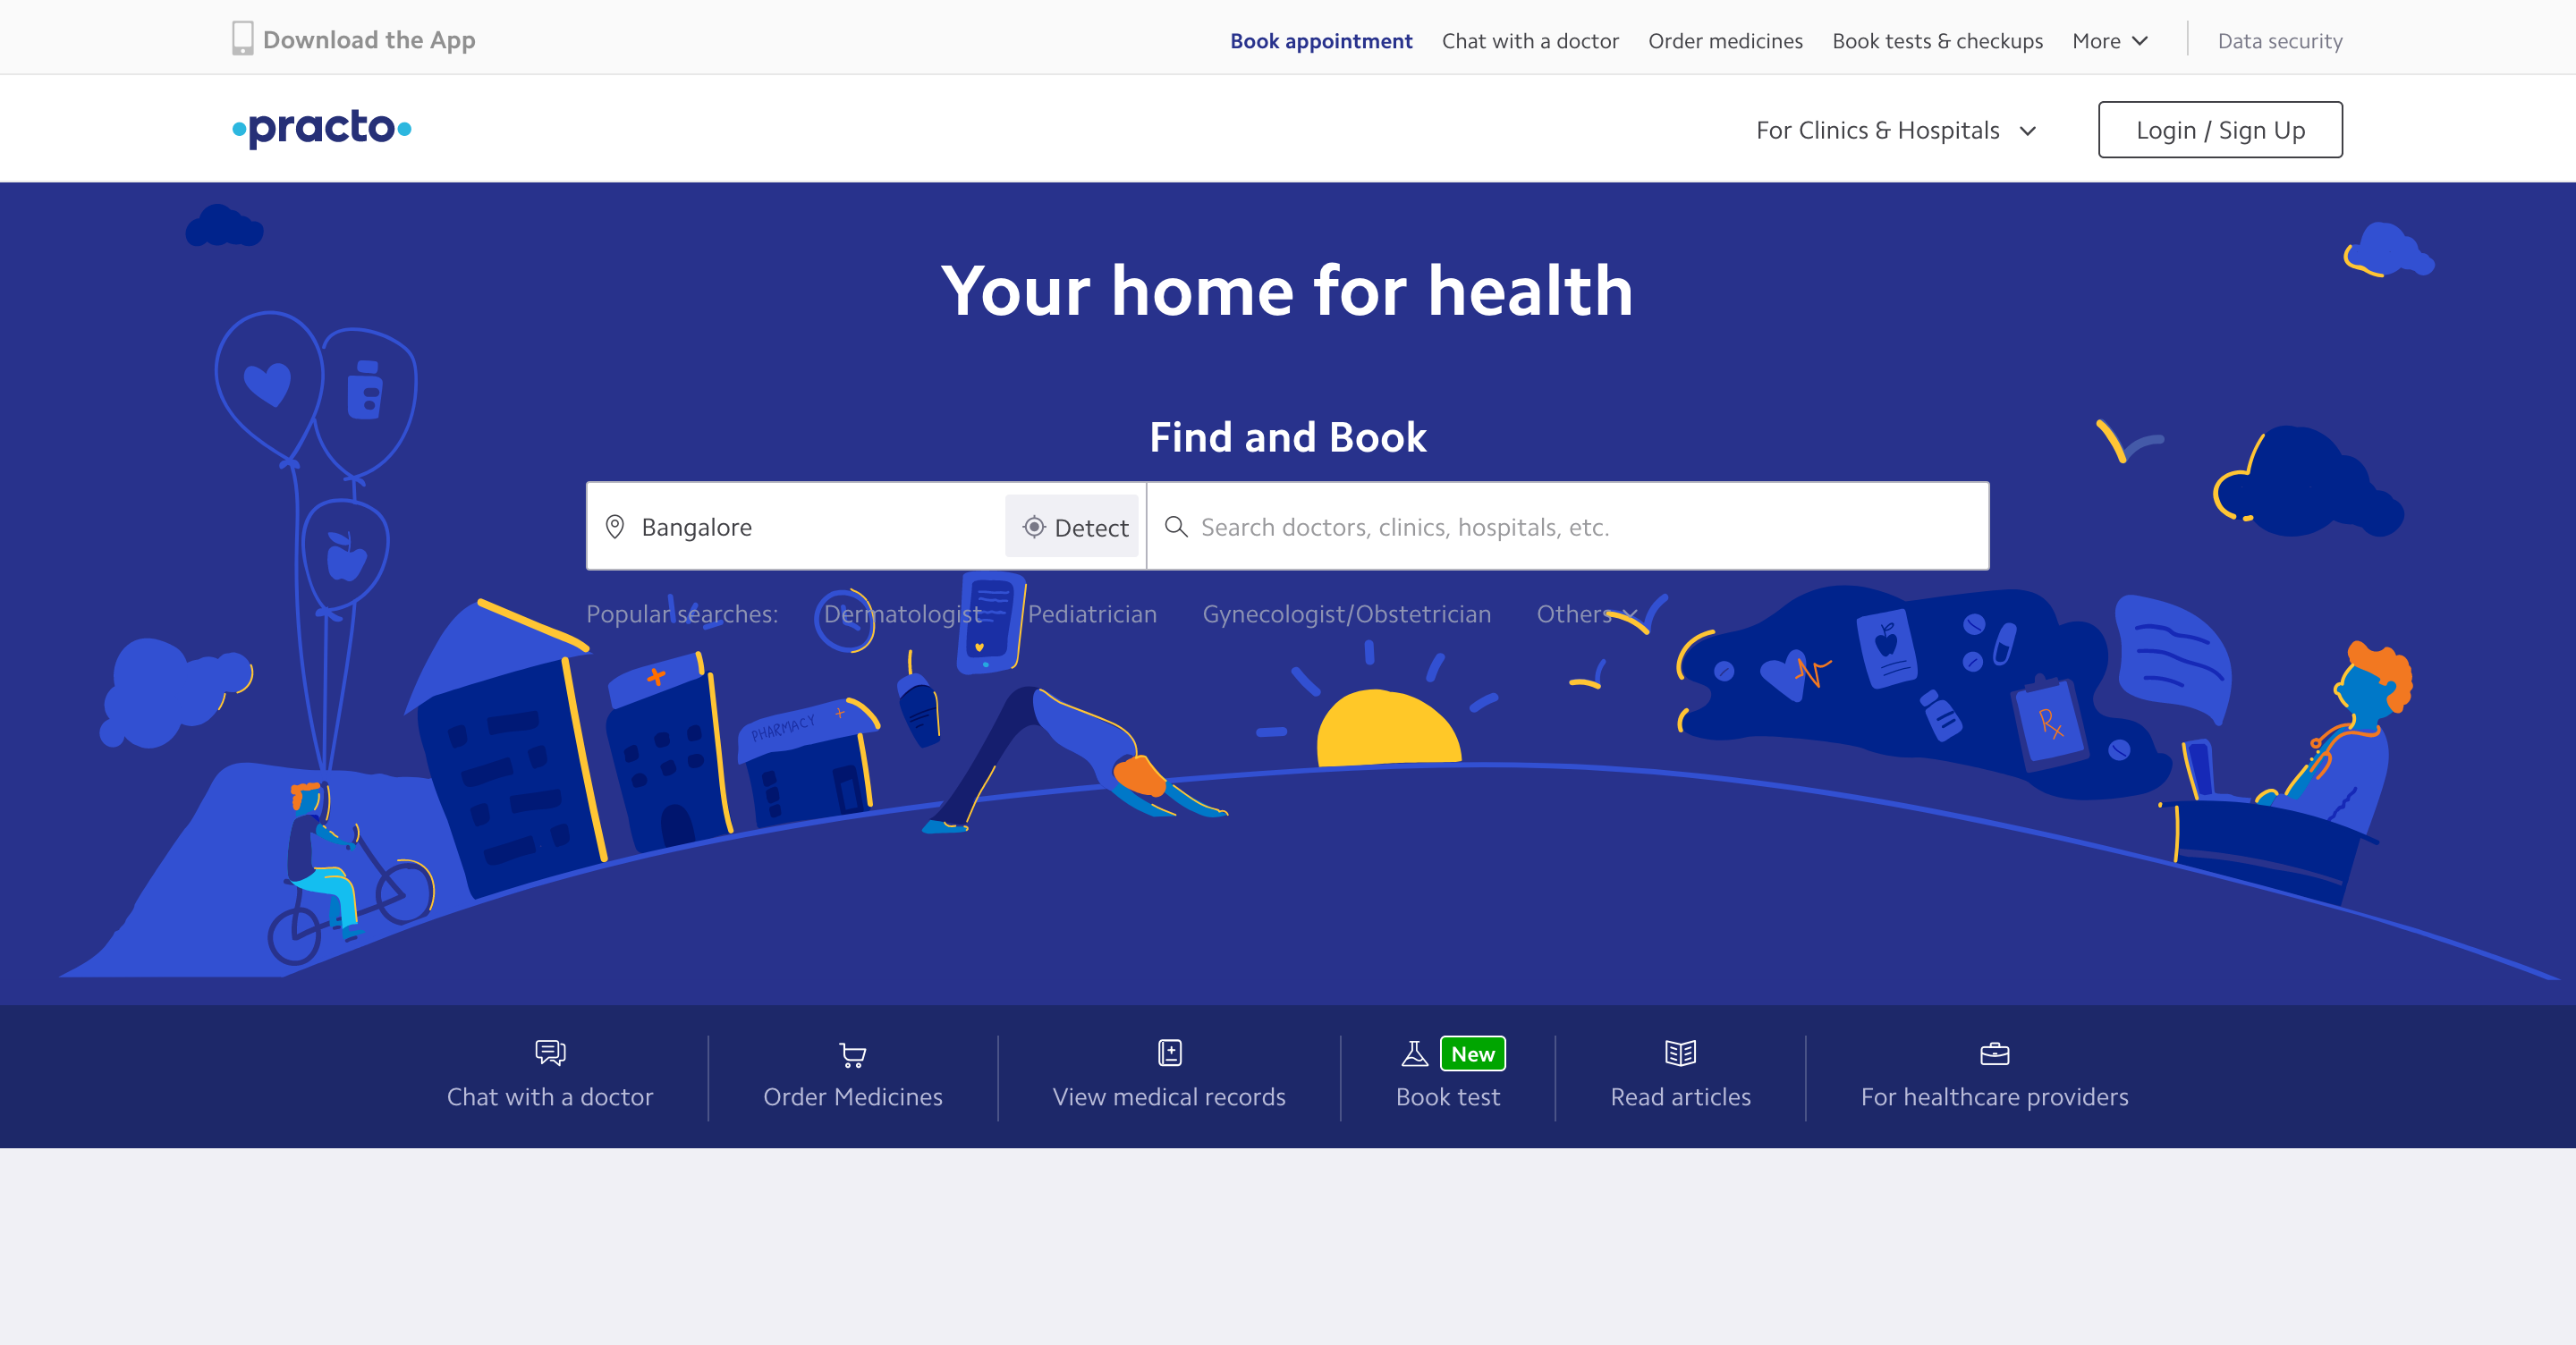 Download the App
Book appointment Chat with a doctor Order medicines Book tests & checkups More Data security
practo
For Clinics & Hospitals Login / Sign Up
Your home for health
Find and Book
Bangalore Detect Search doctors, clinics, hospitals, etc.
Popular searches: Dermatologist Pediatrician Gynecologist/Obstetrician Others
PHARMACY +
Rx
New
Chat with a doctor Order Medicines View medical records Book test Read articles For healthcare providers